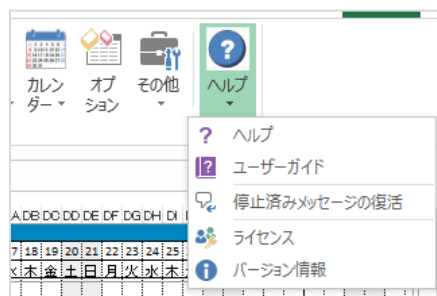 カレン
ダー
オプ
ション
その他
ヘルプ
? ヘルプ
ユーザーガイド
停止済みメッセージの復活
ライセンス
バージョン情報
DB DC DD DE DF DG DH DI
7 18 19 20 21 22 23 24 25
木 金 土 日 月 火 水 木